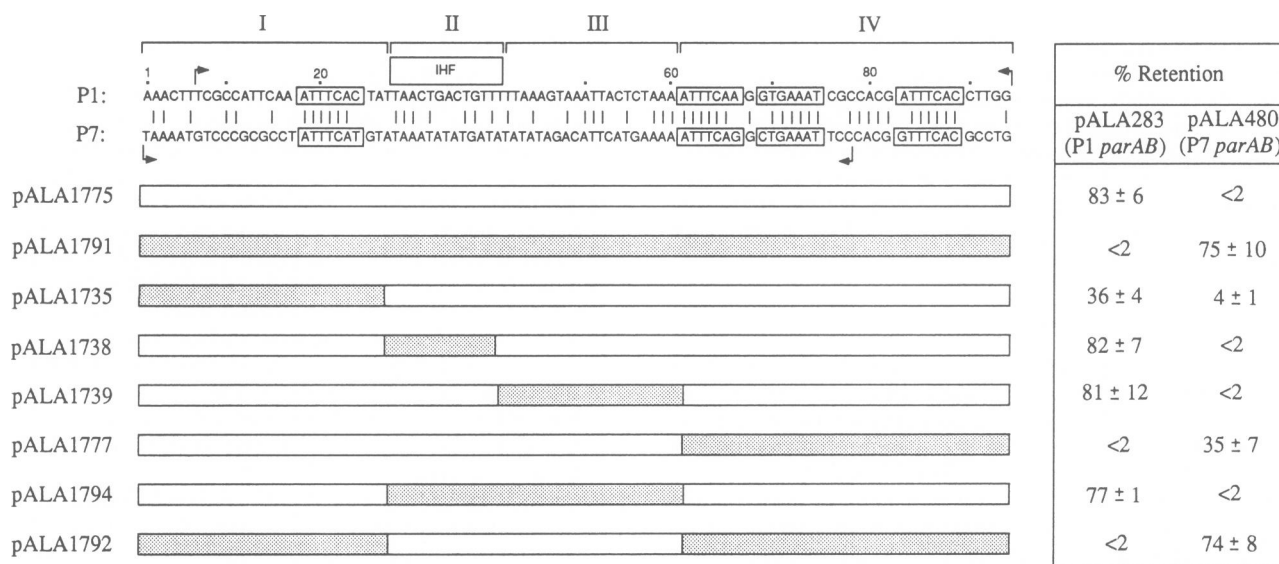 I II III IV
IHF
1 20 60 80
P1: AAACTTTCGCCATTCAA ATTTCAC TATTAACTGACTGTTTTTAAAGTAAATTACTCTAAA ATTTCAA G GTGAAAT CGCCACG ATTTCAC CTTGG
P7: TAAAATGTCCCGCGCCT ATTTCAT GTATAAATATATGATATATATAGACATTCATGAAAA ATTTCAG G CTGAAAT TCCCACG GTTTCAC GCCTG
% Retention
pALA283 pALA480
(P1 parAB) (P7 parAB)
pALA1775 83 ± 6 <2
pALA1791 <2 75 ± 10
pALA1735 36 ± 4 4 ± 1
pALA1738 82 ± 7 <2
pALA1739 81 ± 12 <2
pALA1777 <2 35 ± 7
pALA1794 77 ± 1 <2
pALA1792 <2 74 ± 8